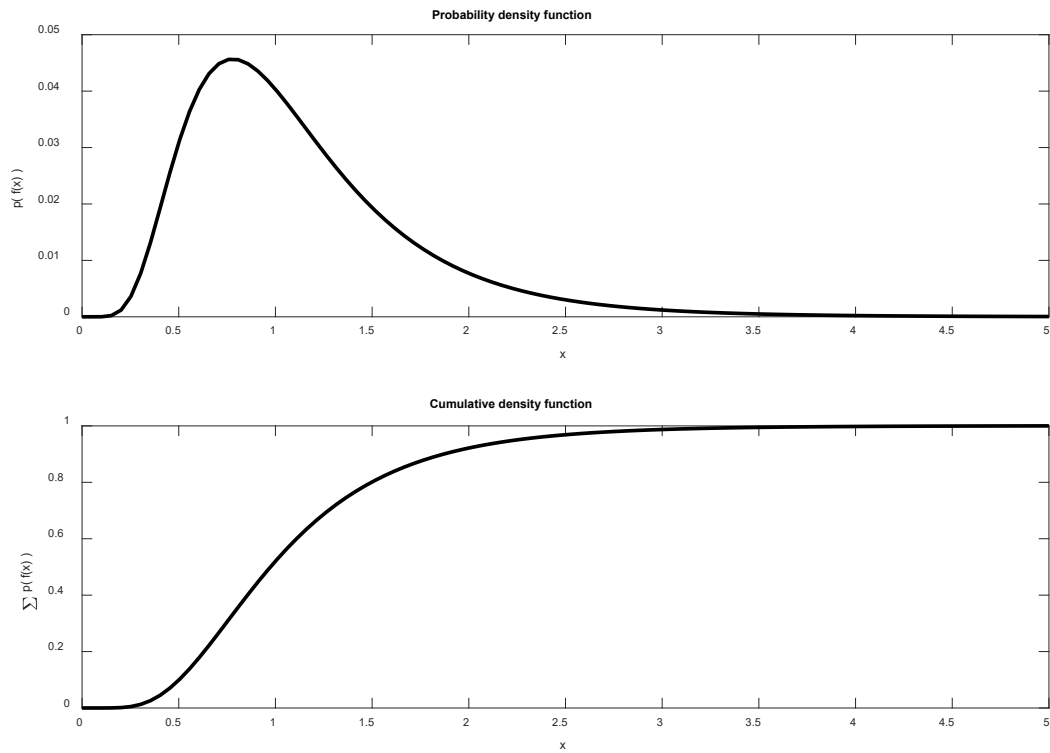 Probability density function
0.05
0.04
0.03
0.02
0.01
0
p( f(x) )
0 0.5 1 1.5 2 2.5 3 3.5 4 4.5 5
x
Cumulative density function
1
0.8
0.6
0.4
0.2
0
∑ p( f(x) )
0 0.5 1 1.5 2 2.5 3 3.5 4 4.5 5
x